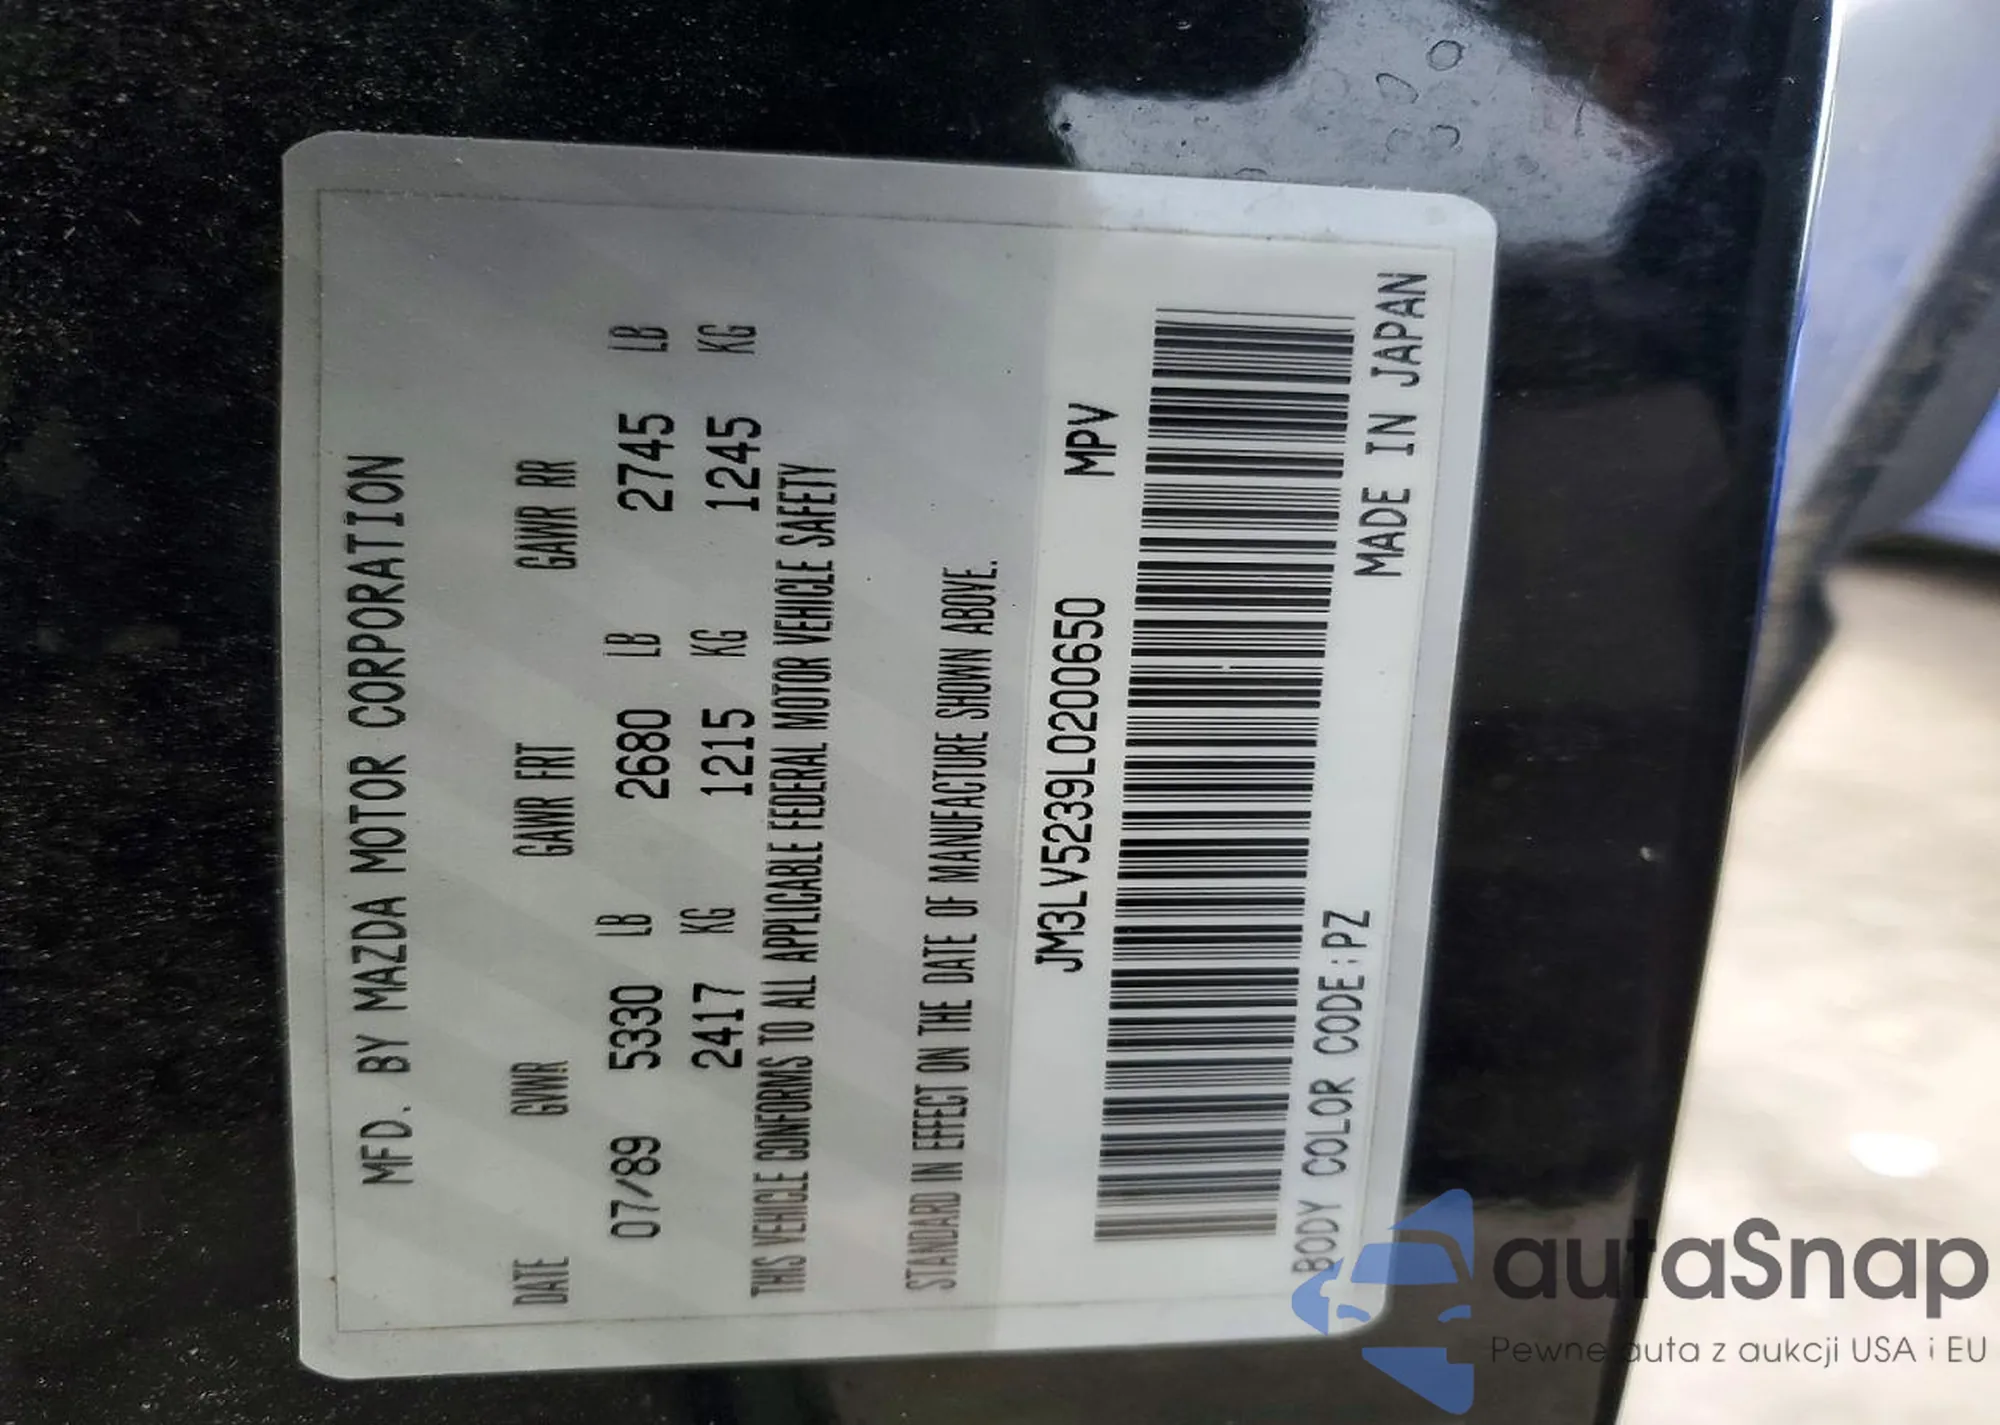 MFD. BY MAZDA MOTOR CORPORATION
DATE GVWR GAWR FRT GAWR RR
07/89 5330 LB 2680 LB 2745 LB
2417 KG 1215 KG 1245 KG
THIS VEHICLE CONFORMS TO ALL APPLICABLE FEDERAL MOTOR VEHICLE SAFETY
STANDARD IN EFFECT ON THE DATE OF MANUFACTURE SHOWN ABOVE.
JM3LV5239L0200650 MPV
BODY COLOR CODE:PZ MADE IN JAPAN
autaSnap
Pewne auta z aukcji USA i EU